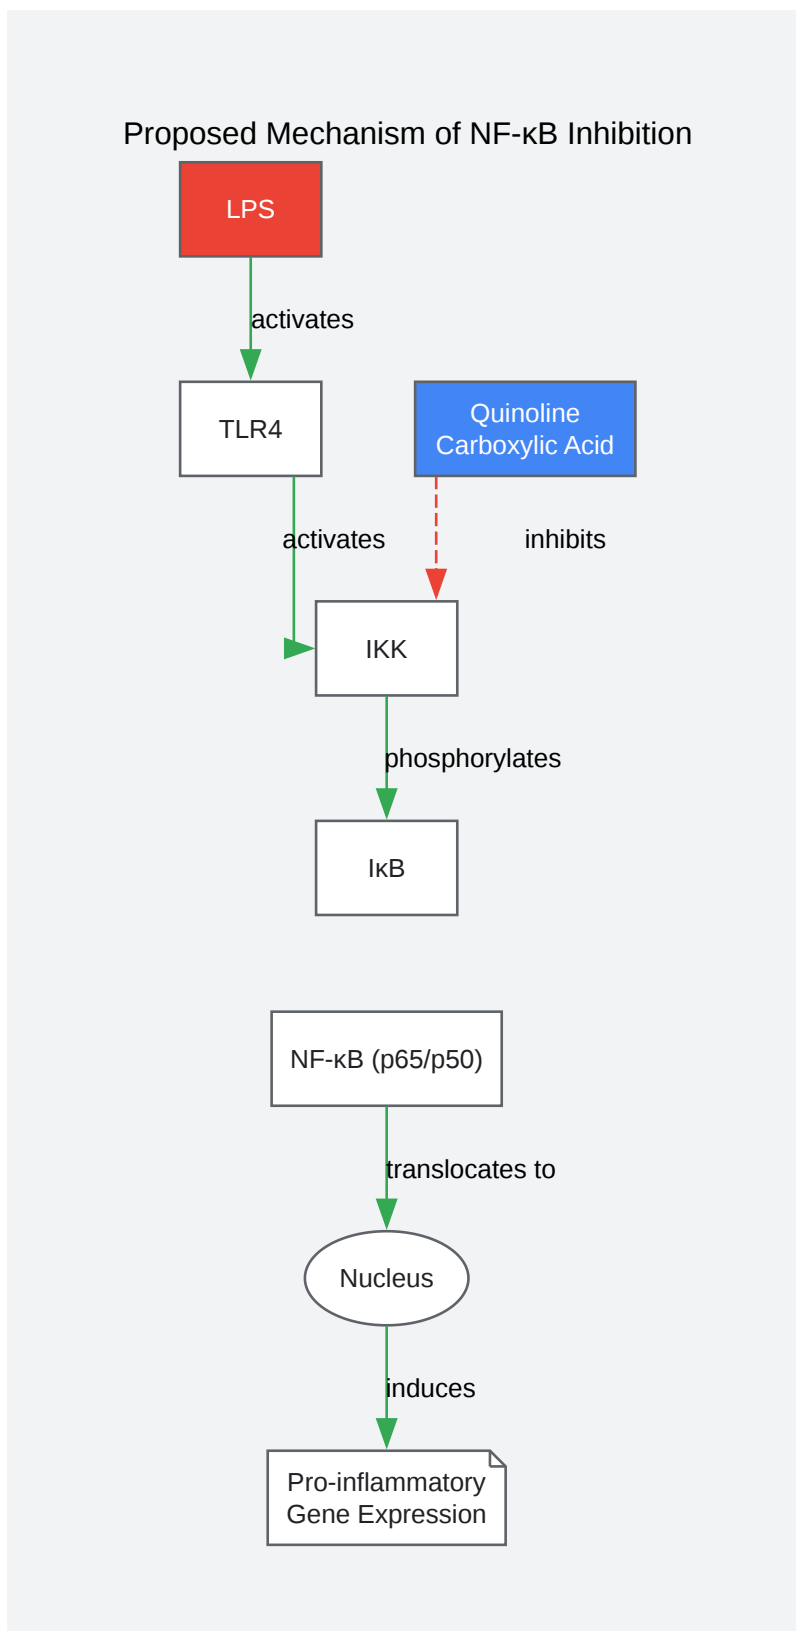 Proposed Mechanism of NF-κB Inhibition
LPS
activates
TLR4
Quinoline
Carboxylic Acid
activates
inhibits
IKK
phosphorylates
IκB
NF-κB (p65/p50)
translocates to
Nucleus
induces
Pro-inflammatory
Gene Expression